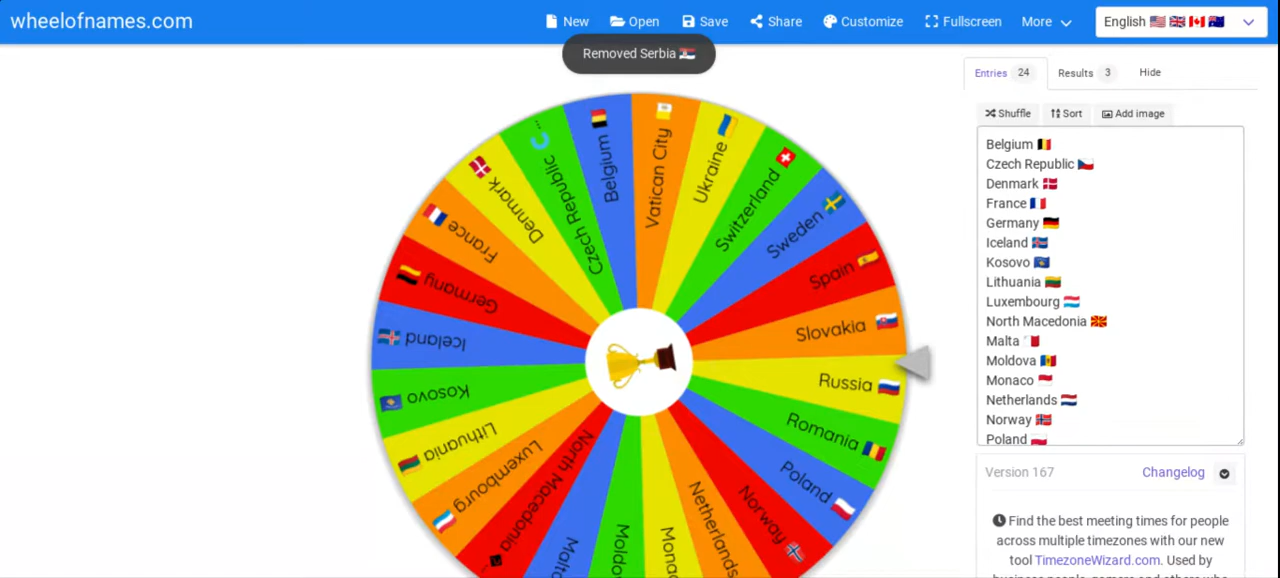 wheelofnames.com
New
Open
Save
Share
Customize
Fullscreen
More
English 🇺🇸 🇬🇧 🇨🇦 🇦🇺
Removed Serbia 🇷🇸
Entries 24
Results 3
Hide
Shuffle
Sort
Add image
Belgium 🇧🇪
Czech Republic 🇨🇿
Denmark 🇩🇰
France 🇫🇷
Germany 🇩🇪
Iceland 🇮🇸
Kosovo 🇽🇰
Lithuania 🇱🇹
Luxembourg 🇱🇺
North Macedonia 🇲🇰
Malta 🇲🇹
Moldova 🇲🇩
Monaco 🇲🇨
Netherlands 🇳🇱
Norway 🇳🇴
Poland 🇵🇱
Version 167
Changelog
Find the best meeting times for people
across multiple timezones with our new
tool TimezoneWizard.com. Used by
Vatican City 🇻🇦
Ukraine 🇺🇦
Switzerland 🇨🇭
Sweden 🇸🇪
Spain 🇪🇸
Slovakia 🇸🇰
Russia 🇷🇺
Romania 🇷🇴
Poland 🇵🇱
Norway 🇳🇴
Netherlands
Monac
Moldo
Malt
North Macedonia
Luxembourg 🇱🇺
Lithuania 🇱🇹
Kosovo 🇽🇰
Iceland 🇮🇸
Germany 🇩🇪
France 🇫🇷
Denmark 🇩🇰
Czech Republic C…
Belgium 🇧🇪